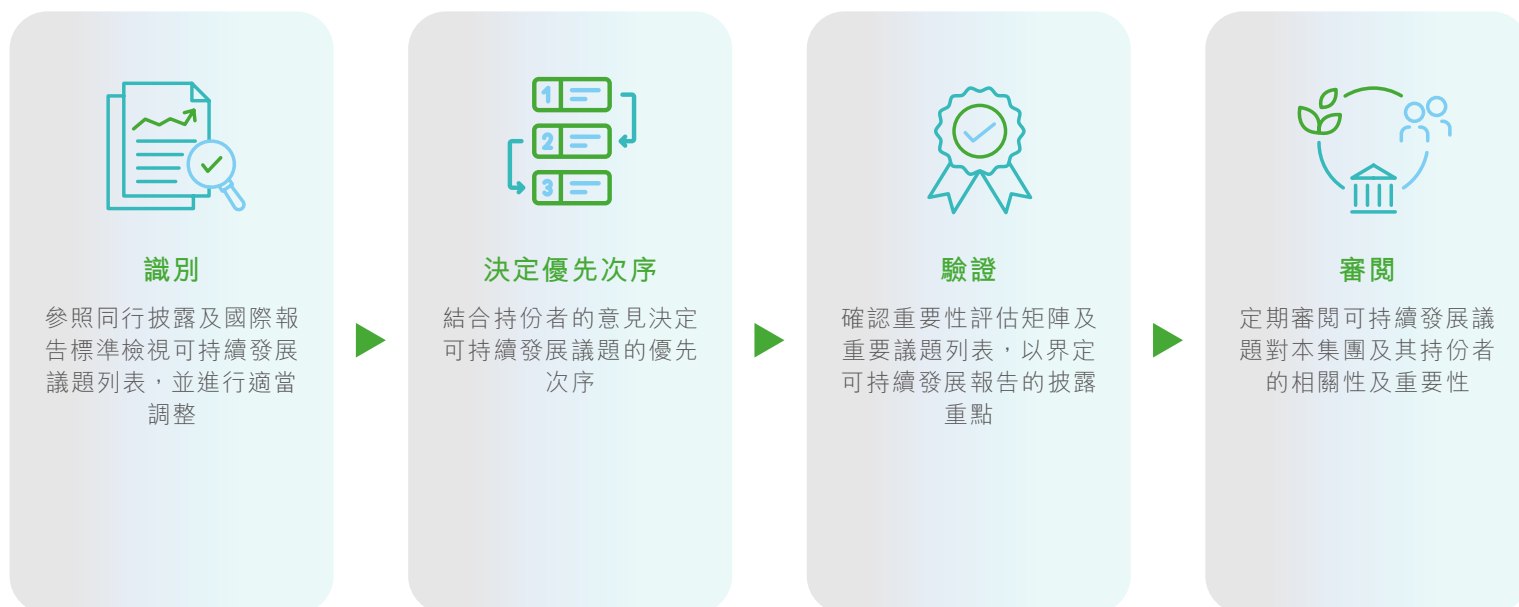 1
2
3
識別
參照同行披露及國際報
告標準檢視可持續發展
議題列表，並進行適當
調整
決定優先次序
結合持份者的意見決定
可持續發展議題的優先
次序
驗證
確認重要性評估矩陣及
重要議題列表，以界定
可持續發展報告的披露
重點
審閱
定期審閱可持續發展議
題對本集團及其持份者
的相關性及重要性